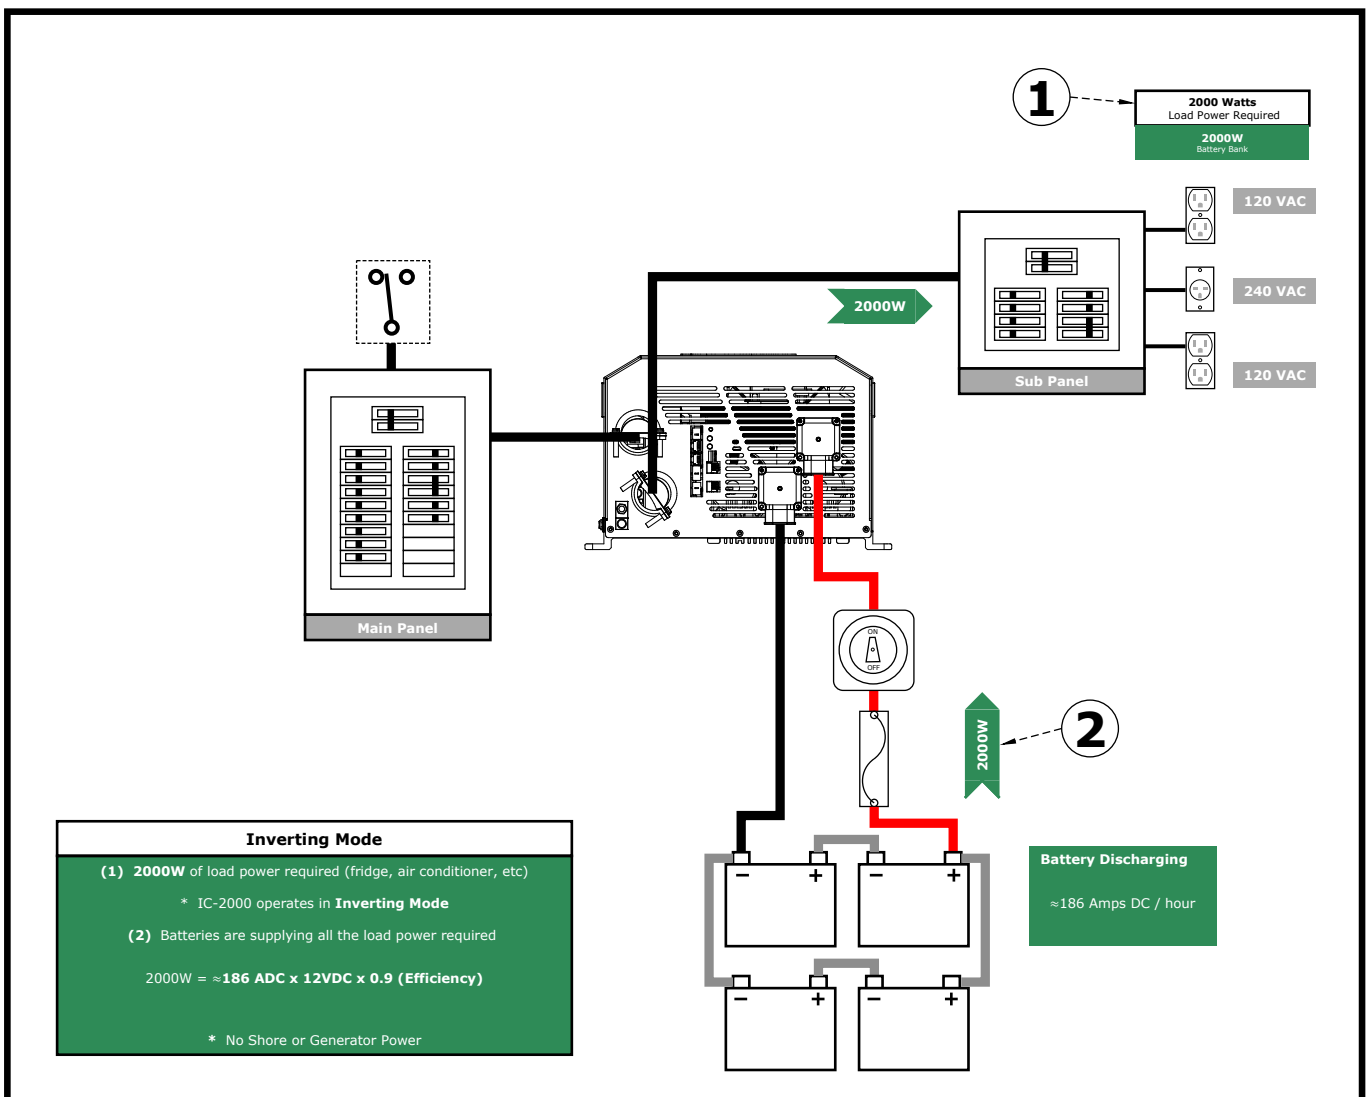 1
2000 Watts
Load Power Required
2000W
Battery Bank
120 VAC
2000W
240 VAC
Sub Panel
120 VAC
Main Panel
ON
OFF
2000W
2
Inverting Mode
(1) 2000W of load power required (fridge, air conditioner, etc)
* IC-2000 operates in Inverting Mode
(2) Batteries are supplying all the load power required
2000W = ≈186 ADC x 12VDC x 0.9 (Efficiency)
* No Shore or Generator Power
Battery Discharging
≈186 Amps DC / hour
− + − +
− + − +